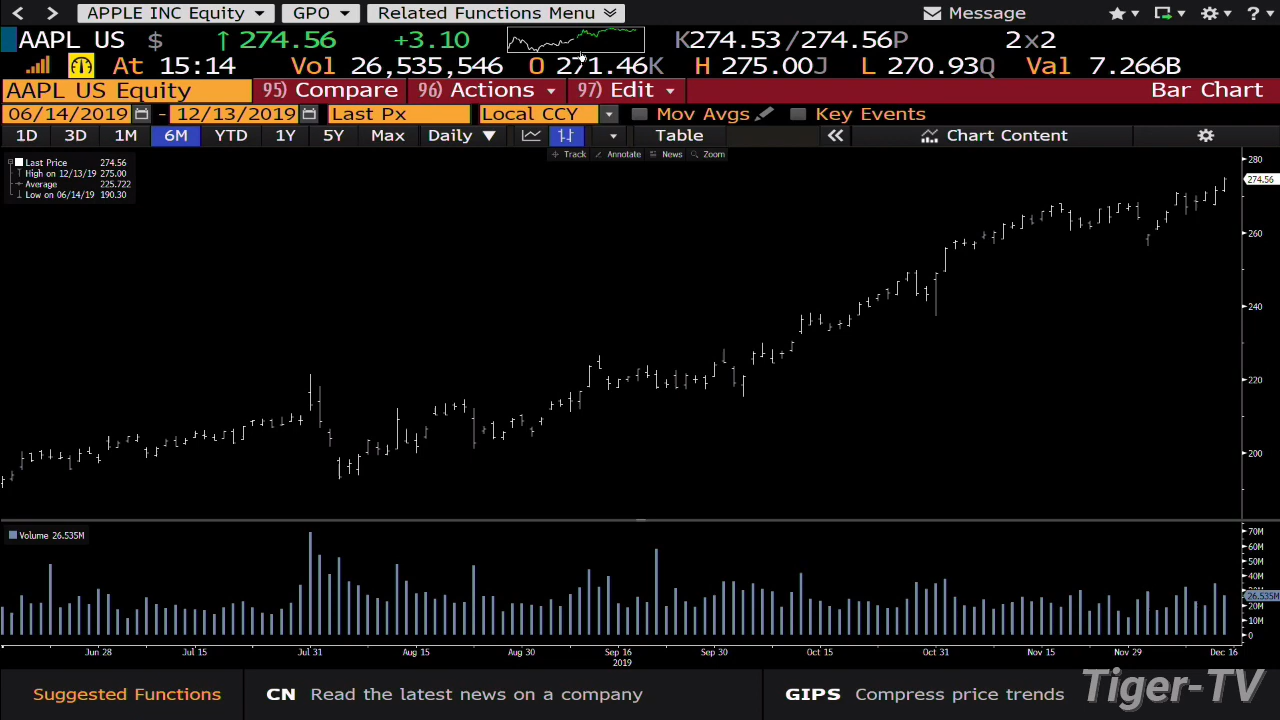 APPLE INC Equity GPO Related Functions Menu Message
AAPL US $ ↑ 274.56 +3.10 K274.53/274.56P 2x2
At 15:14 Vol 26,535,546 O 271.46K H 275.00J L 270.93Q Val 7.266B
AAPL US Equity 95) Compare 96) Actions 97) Edit Bar Chart
06/14/2019 - 12/13/2019 Last Px Local CCY Mov Avgs Key Events
1D 3D 1M 6M YTD 1Y 5Y Max Daily ▼ Table « Chart Content
Track Annotate News Zoom
Last Price 274.56
High on 12/13/19 275.00
Average 225.722
Low on 06/14/19 190.30
280
274.56
260
240
220
200
Volume 26.535M
70M
60M
50M
40M
26.535M
20M
10M
0
Jun 28 Jul 15 Jul 31 Aug 15 Aug 30 Sep 16 Sep 30 Oct 15 Oct 31 Nov 15 Nov 29 Dec 16
2019
Suggested Functions CN Read the latest news on a company GIPS Compress price trends
Tiger-TV